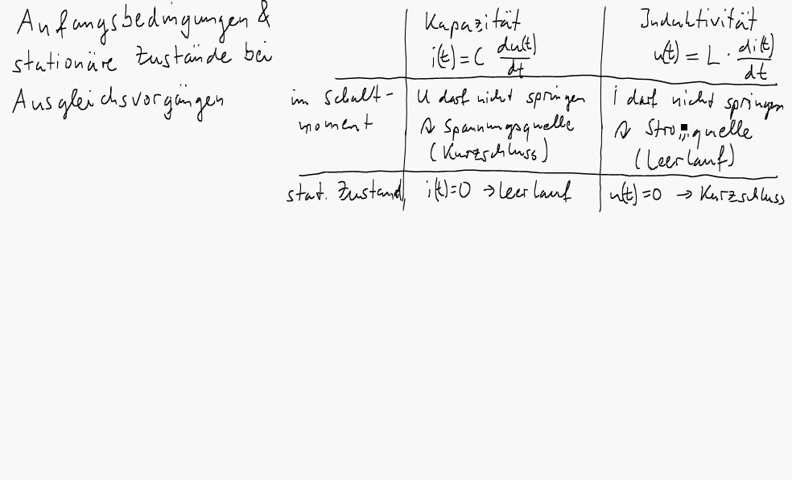 Anfangsbedingungen &
stationäre Zustände bei
Ausgleichsvorgängen
Kapazität
i(t) = C du(t)/dt
Induktivität
u(t) = L · di(t)/dt
im Schalt-
moment
u darf nicht springen
Spannungsquelle
(Kurzschluss)
i darf nicht springen
quelle
(Leerlauf)
stat. Zustand
i(t)=0 → Leerlauf
u(t)=0 → Kurzschluss